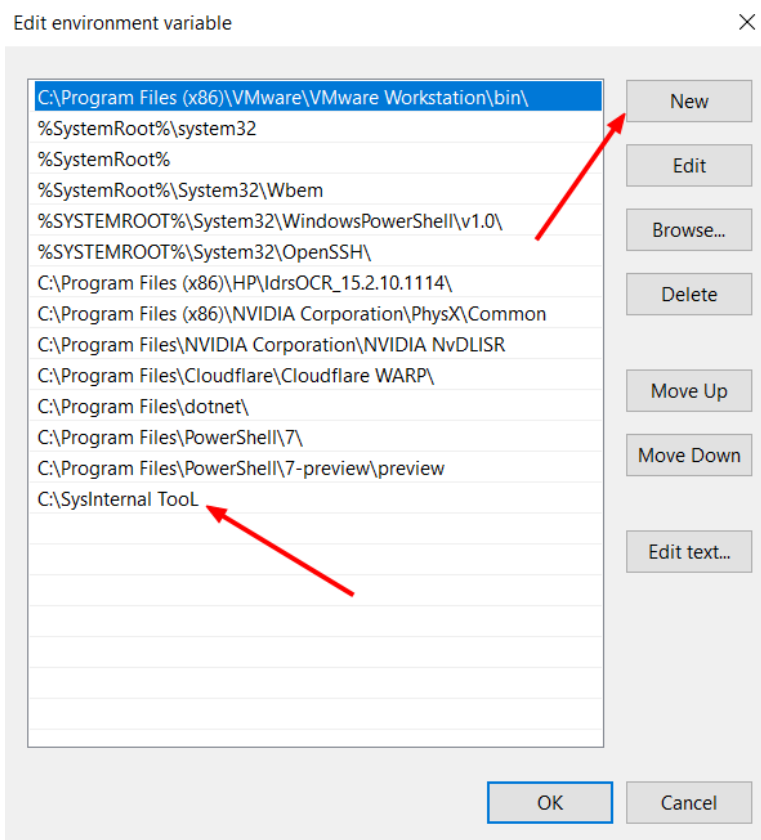 Edit environment variable
C:\Program Files (x86)\VMware\VMware Workstation\bin\
%SystemRoot%\system32
%SystemRoot%
%SystemRoot%\System32\Wbem
%SYSTEMROOT%\System32\WindowsPowerShell\v1.0\
%SYSTEMROOT%\System32\OpenSSH\
C:\Program Files (x86)\HP\IdrsOCR_15.2.10.1114\
C:\Program Files (x86)\NVIDIA Corporation\PhysX\Common
C:\Program Files\NVIDIA Corporation\NVIDIA NvDLISR
C:\Program Files\Cloudflare\Cloudflare WARP\
C:\Program Files\dotnet\
C:\Program Files\PowerShell\7\
C:\Program Files\PowerShell\7-preview\preview
C:\SysInternal TooL
New
Edit
Browse...
Delete
Move Up
Move Down
Edit text...
OK
Cancel